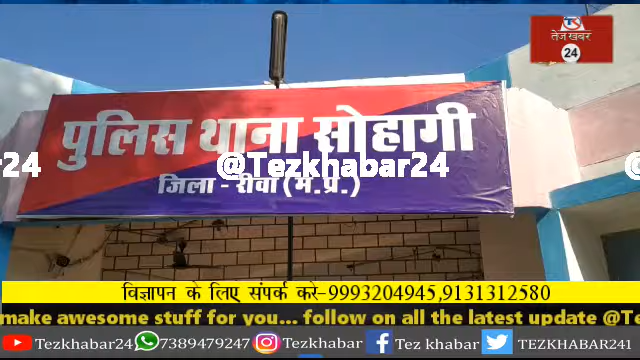 तेज खबर
24
पुलिस थाना सोहागी
r24 @Tezkhabar24 @
जिला - रीवा (म.प्र.)
विज्ञापन के लिए संपर्क करे-9993204945,9131312580
make awesome stuff for you... follow on all the latest update @Te
Tezkhabar24 7389479247 Tezkhabar Tez khabar TEZKHABAR241